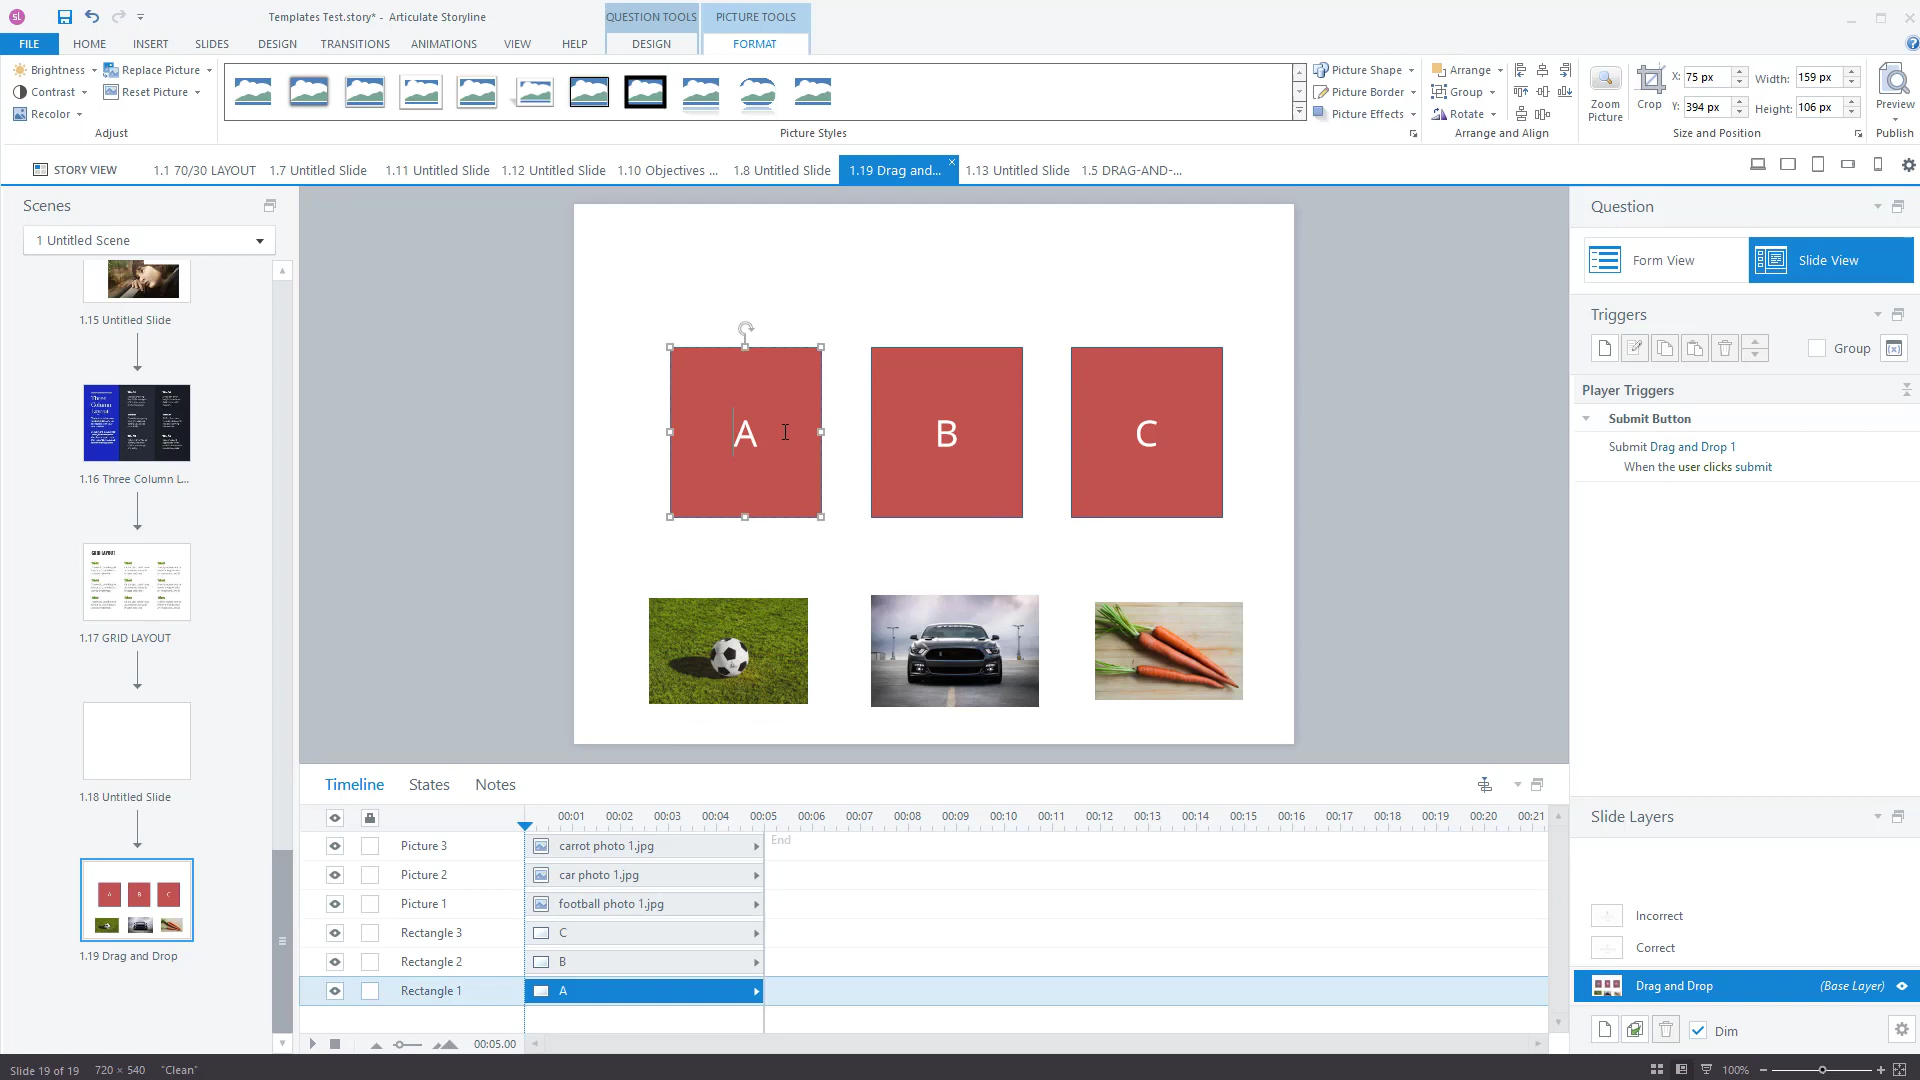 Templates Test.story* - Articulate Storyline
QUESTION TOOLS
PICTURE TOOLS
FILE
HOME
INSERT
SLIDES
DESIGN
TRANSITIONS
ANIMATIONS
VIEW
HELP
DESIGN
FORMAT
Brightness
Replace Picture
Contrast
Reset Picture
Recolor
Adjust
Picture Styles
Picture Shape
Picture Border
Picture Effects
Arrange
Group
Rotate
Arrange and Align
Zoom Picture
Crop
X: 75 px
Y: 394 px
Width: 159 px
Height: 106 px
Size and Position
Preview
Publish
STORY VIEW
1.1 70/30 LAYOUT
1.7 Untitled Slide
1.11 Untitled Slide
1.12 Untitled Slide
1.10 Objectives ...
1.8 Untitled Slide
1.19 Drag and...
1.13 Untitled Slide
1.5 DRAG-AND-...
Scenes
1 Untitled Scene
1.15 Untitled Slide
Three Column Layout
1.16 Three Column L...
GRID LAYOUT
1.17 GRID LAYOUT
1.18 Untitled Slide
A B C
1.19 Drag and Drop
A
B
C
Question
Form View
Slide View
Triggers
Group
Player Triggers
Submit Button
Submit Drag and Drop 1
When the user clicks submit
Timeline
States
Notes
00:01 00:02 00:03 00:04 00:05 00:06 00:07 00:08 00:09 00:10 00:11 00:12 00:13 00:14 00:15 00:16 00:17 00:18 00:19 00:20 00:21
End
Picture 3 carrot photo 1.jpg
Picture 2 car photo 1.jpg
Picture 1 football photo 1.jpg
Rectangle 3 C
Rectangle 2 B
Rectangle 1 A
00:05.00
Slide Layers
Incorrect
Correct
Drag and Drop (Base Layer)
Dim
Slide 19 of 19 720 × 540 "Clean"
100%